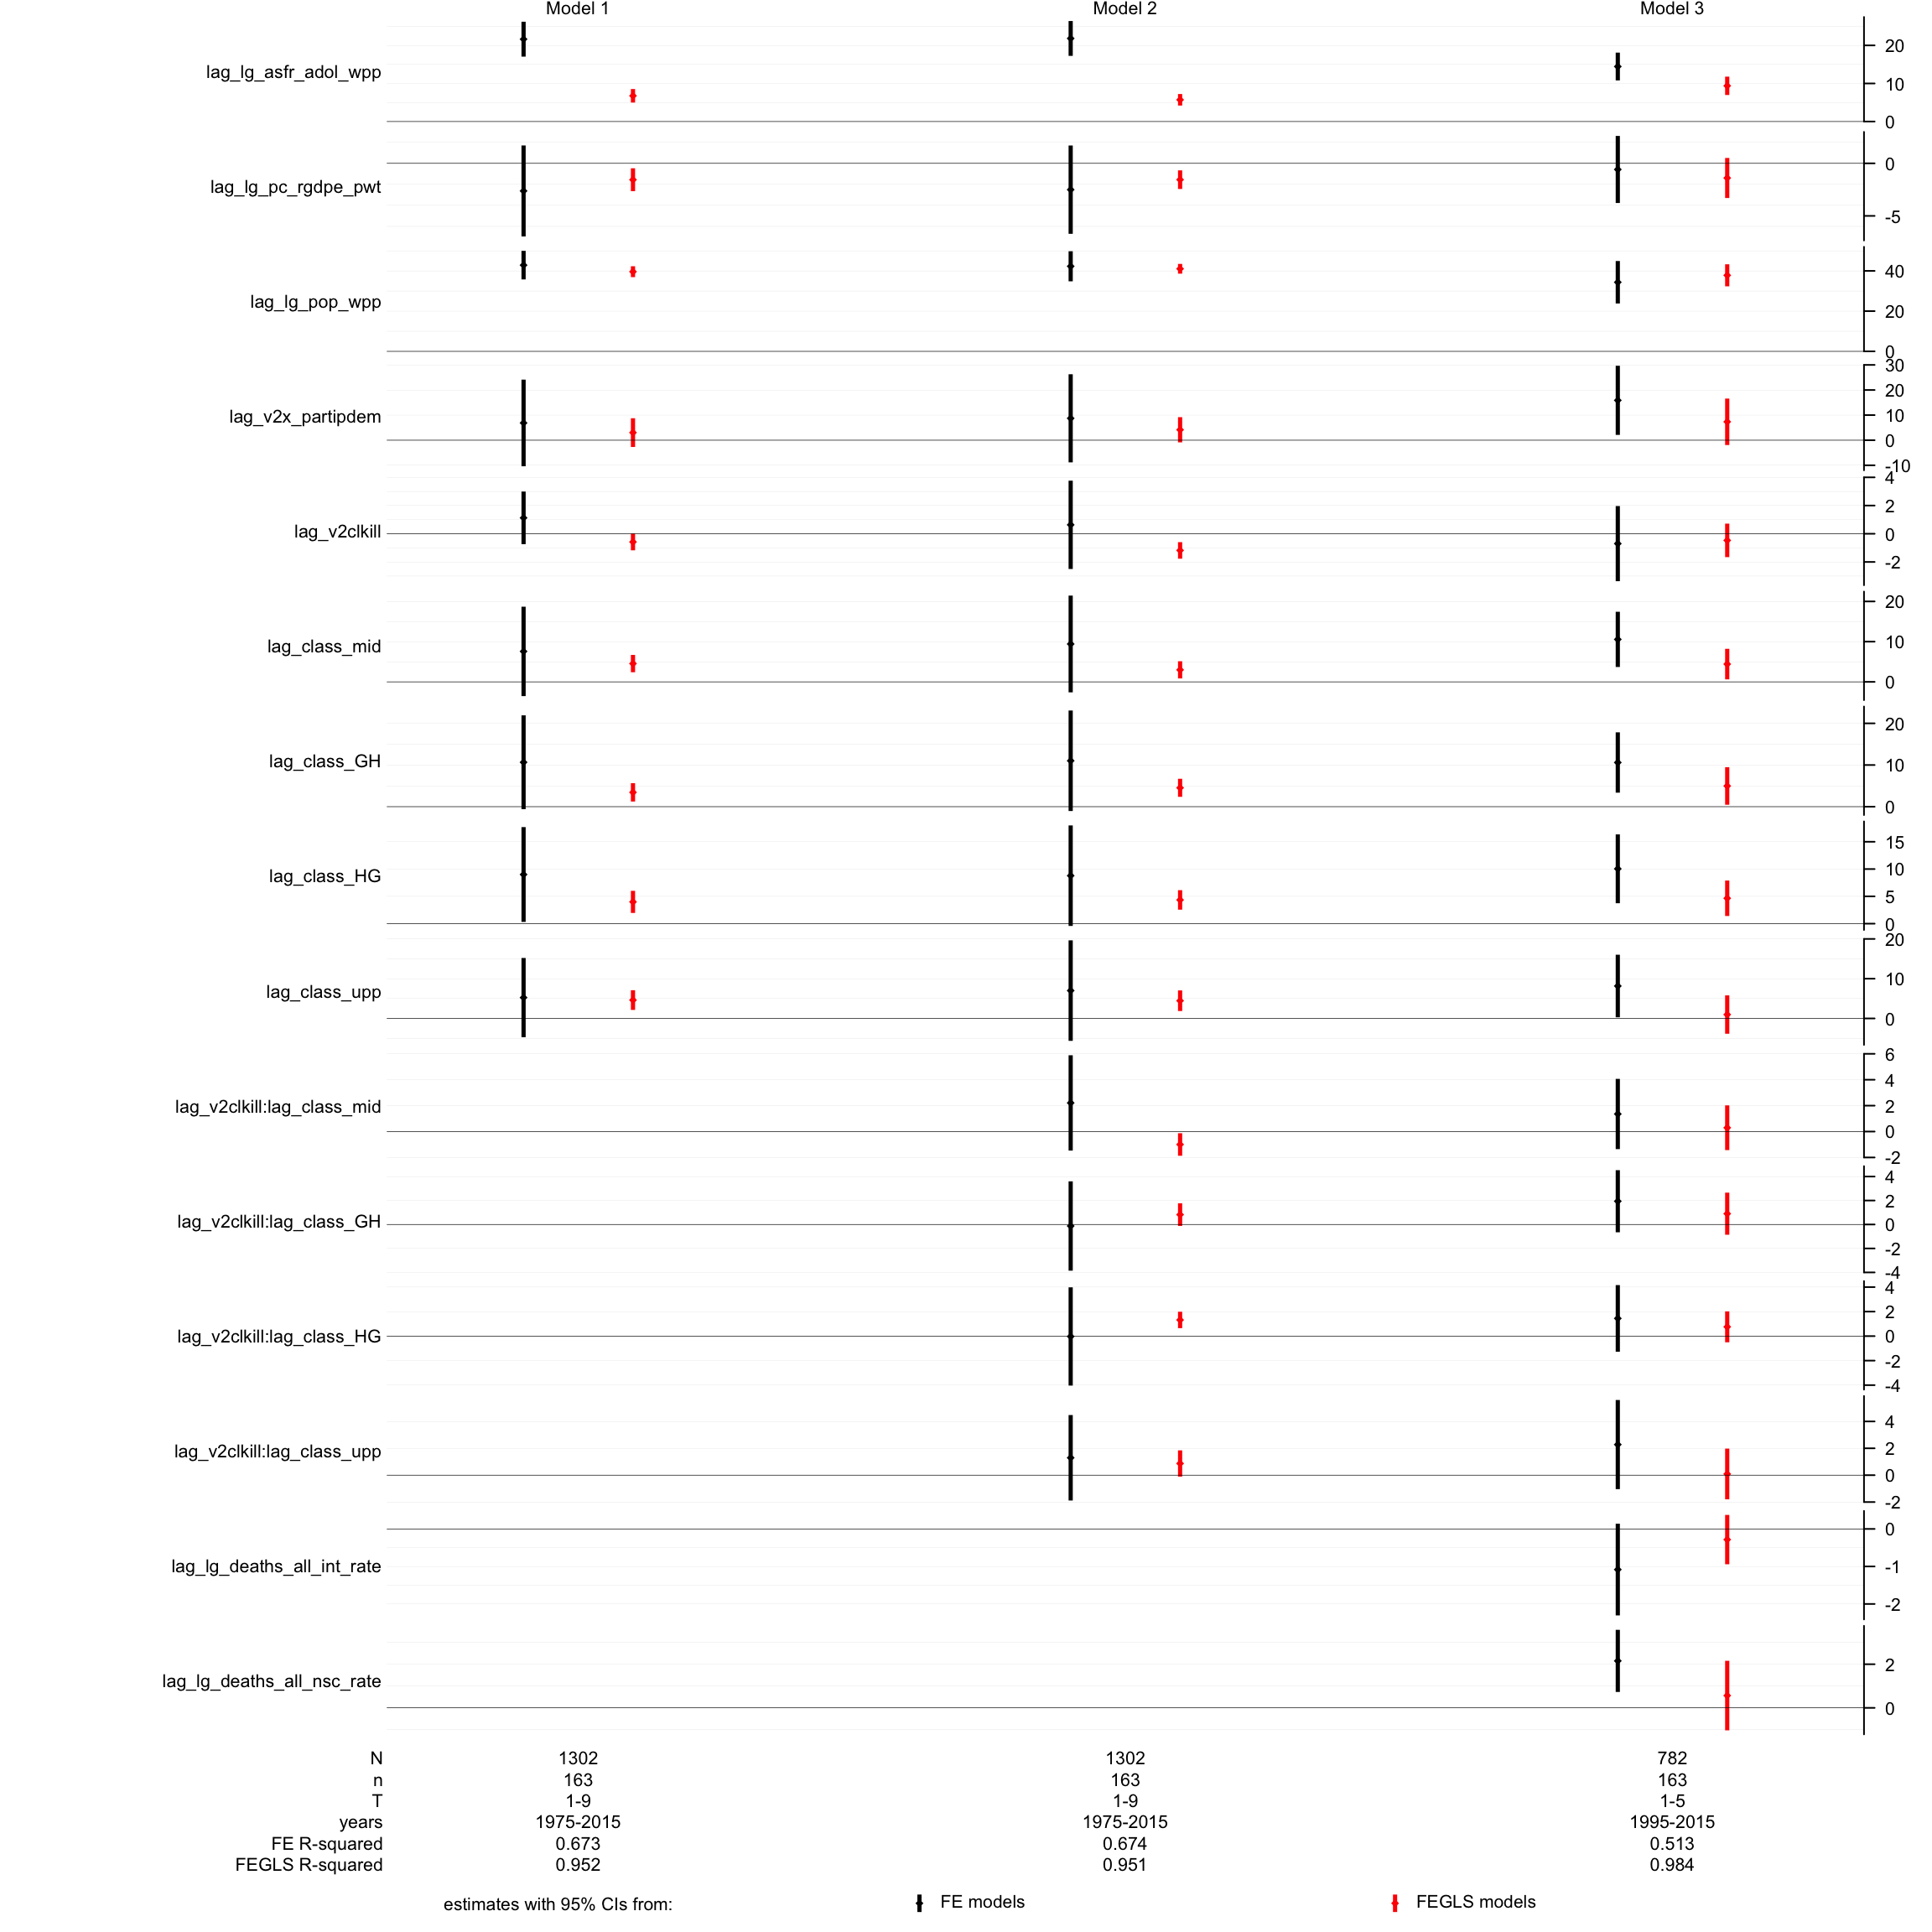 Model 1 Model 2 Model 3
lag_lg_asfr_adol_wpp
20
10
0
lag_lg_pc_rgdpe_pwt
0
-5
lag_lg_pop_wpp
40
20
0
lag_v2x_partipdem
30
20
10
0
-10
lag_v2clkill
4
2
0
-2
lag_class_mid
20
10
0
lag_class_GH
20
10
0
lag_class_HG
15
10
5
0
lag_class_upp
20
10
0
lag_v2clkill:lag_class_mid
6
4
2
0
-2
lag_v2clkill:lag_class_GH
4
2
0
-2
-4
lag_v2clkill:lag_class_HG
4
2
0
-2
-4
lag_v2clkill:lag_class_upp
4
2
0
-2
lag_lg_deaths_all_int_rate
0
-1
-2
lag_lg_deaths_all_nsc_rate
2
0
N 1302 1302 782
n 163 163 163
T 1-9 1-9 1-5
years 1975-2015 1975-2015 1995-2015
FE R-squared 0.673 0.674 0.513
FEGLS R-squared 0.952 0.951 0.984
estimates with 95% CIs from: FE models FEGLS models